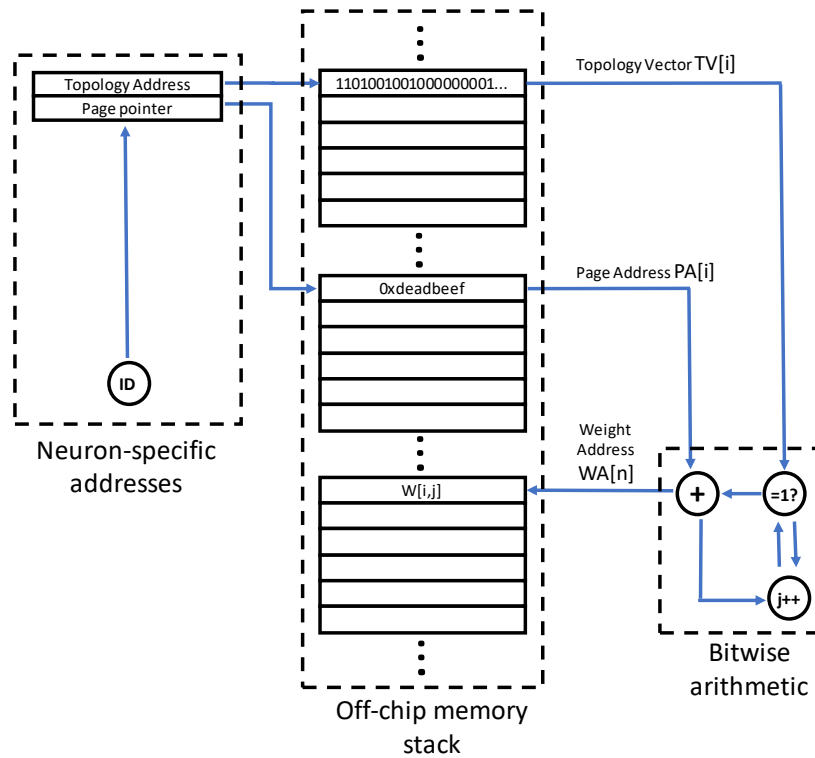 Topology Address
Page pointer
ID
Neuron-specific
addresses
1101001001000000001...
0xdeadbeef
W[i,j]
Off-chip memory
stack
Topology Vector TV[i]
Page Address PA[i]
Weight
Address
WA[n]
+
=1?
j++
Bitwise
arithmetic